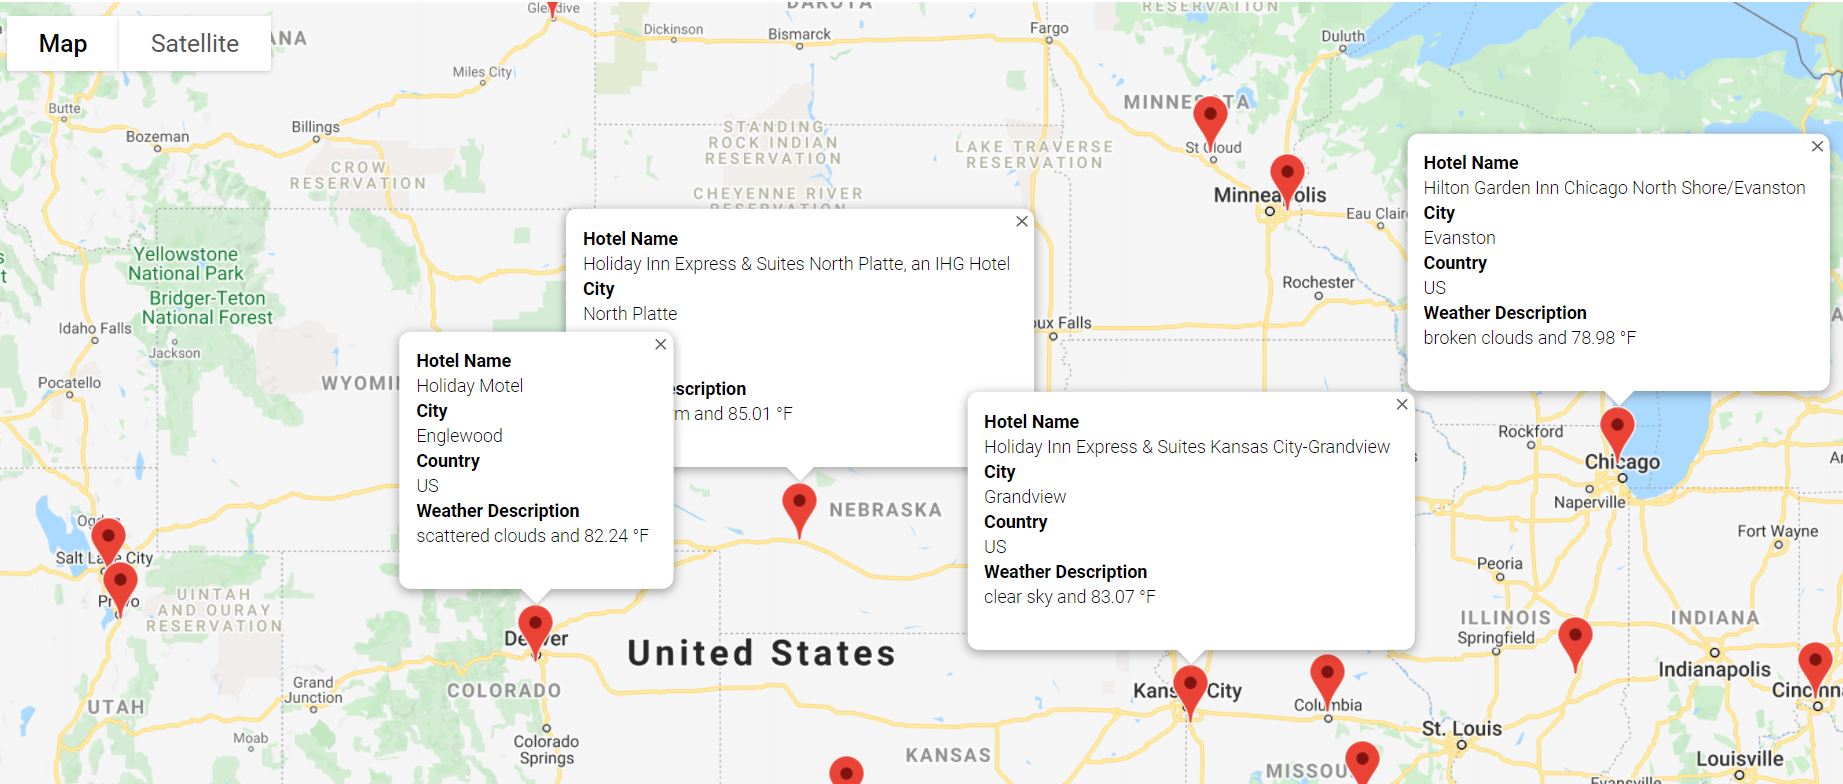 Map
Satellite
ANA
Glendive
Dickinson
Bismarck
DAKOTA
Fargo
RESERVATION
Duluth
Miles City
Butte
Bozeman
Billings
CROW
RESERVATION
STANDING
ROCK INDIAN
RESERVATION
CHEYENNE RIVER
RESERVATION
LAKE TRAVERSE
RESERVATION
MINNESOTA
St Cloud
Minneapolis
Eau Clair
Rochester
oux Falls
Yellowstone
National Park
Bridger-Teton
National Forest
Idaho Falls
Jackson
Pocatello
WYOMI
Hotel Name
Holiday Inn Express & Suites North Platte, an IHG Hotel
City
North Platte
escription
m and 85.01 °F
Hotel Name
Holiday Motel
City
Englewood
Country
US
Weather Description
scattered clouds and 82.24 °F
Hotel Name
Holiday Inn Express & Suites Kansas City-Grandview
City
Grandview
Country
US
Weather Description
clear sky and 83.07 °F
Hotel Name
Hilton Garden Inn Chicago North Shore/Evanston
City
Evanston
Country
US
Weather Description
broken clouds and 78.98 °F
Rockford
Chicago
Naperville
Fort Wayne
Peoria
ILLINOIS
Springfield
INDIANA
Indianapolis
Cincinna
NEBRASKA
Ogden
Salt Lake City
Provo
UINTAH
AND OURAY
RESERVATION
Denver
United States
COLORADO
Grand
Junction
UTAH
Moab
Colorado
Springs
KANSAS
Kansas City
Columbia
St. Louis
MISSOU
Louisville
Evansville